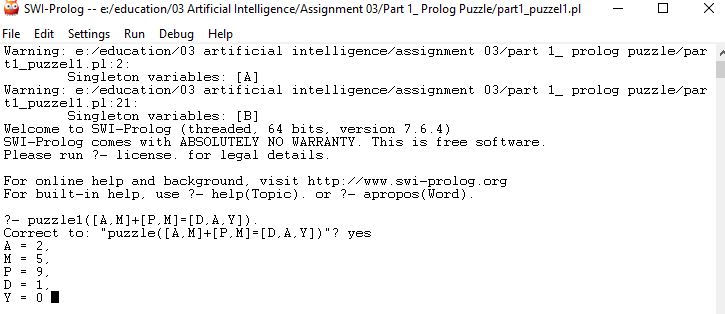 SWI-Prolog -- e:/education/03 Artificial Intelligence/Assignment 03/Part 1_ Prolog Puzzle/part1_puzzel1.pl
File Edit Settings Run Debug Help
Warning: e:/education/03 artificial intelligence/assignment 03/part 1_ prolog puzzle/par
t1_puzzel1.pl:2:
Singleton variables: [A]
Warning: e:/education/03 artificial intelligence/assignment 03/part 1_ prolog puzzle/par
t1_puzzel1.pl:21:
Singleton variables: [B]
Welcome to SWI-Prolog (threaded, 64 bits, version 7.6.4)
SWI-Prolog comes with ABSOLUTELY NO WARRANTY. This is free software.
Please run ?- license. for legal details.
For online help and background, visit http://www.swi-prolog.org
For built-in help, use ?- help(Topic). or ?- apropos(Word).
?- puzzle1([A,M]+[P,M]=[D,A,Y]).
Correct to: "puzzle([A,M]+[P,M]=[D,A,Y])"? yes
A = 2,
M = 5,
P = 9,
D = 1,
Y = 0